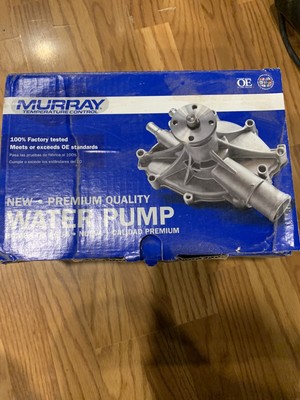 MURRAY
TEMPERATURE CONTROL
OE
100% Factory tested
Meets or exceeds OE standards
NEW • PREMIUM QUALITY
WATER PUMP
CALIDAD PREMIUM